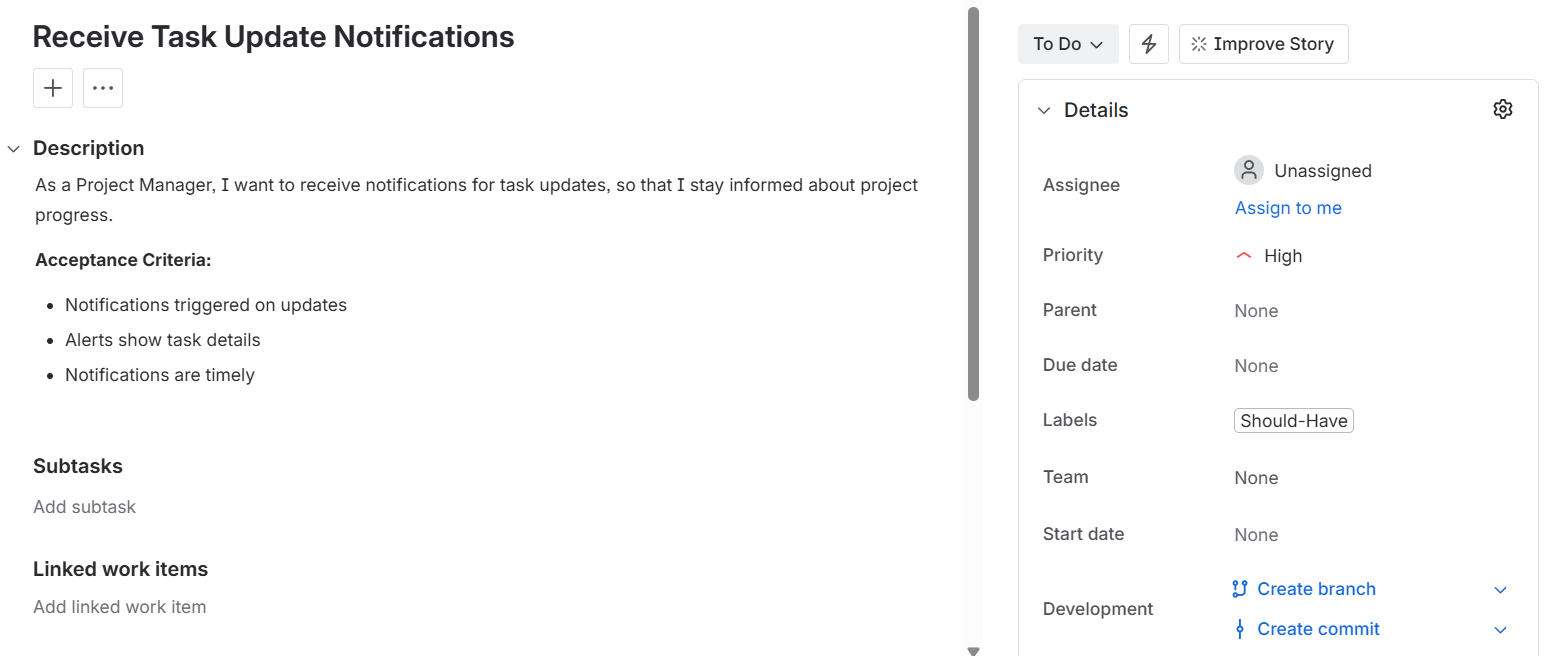 Receive Task Update Notifications
Description
As a Project Manager, I want to receive notifications for task updates, so that I stay informed about project
progress.
Acceptance Criteria:
• Notifications triggered on updates
• Alerts show task details
• Notifications are timely
Subtasks
Add subtask
Linked work items
Add linked work item
To Do
Improve Story
Details
Assignee
Unassigned
Assign to me
Priority
High
Parent
None
Due date
None
Labels
Should-Have
Team
None
Start date
None
Development
Create branch
Create commit